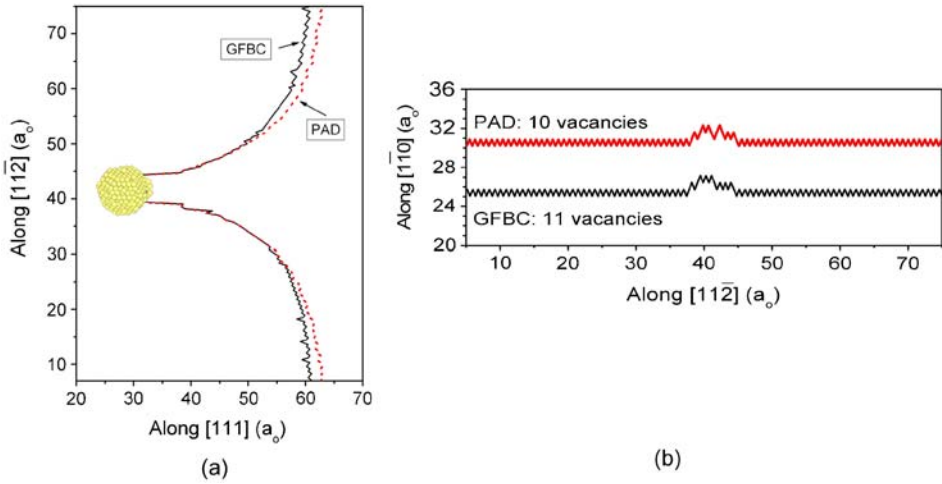 75
70
60
50
40
30
20
10
Along [112̅] (aₒ)
GFBC
PAD
20
30
40
50
60
70
Along [111] (aₒ)
(a)
36
32
28
24
20
Along [11̅0] (aₒ)
PAD: 10 vacancies
GFBC: 11 vacancies
10
20
30
40
50
60
70
Along [112̅] (aₒ)
(b)